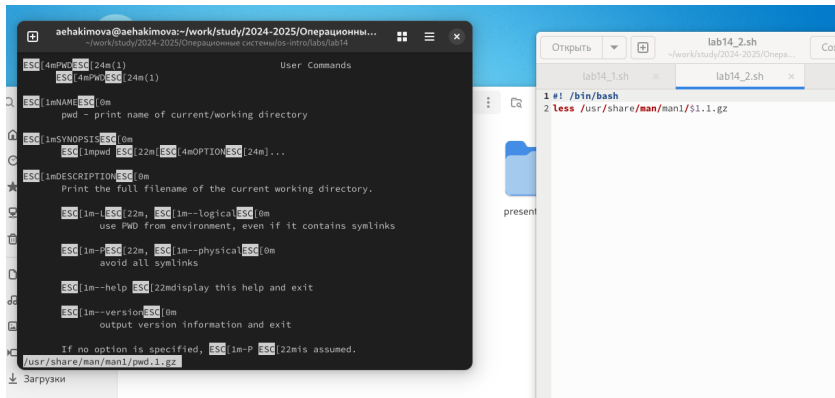 aehakimova@aehakimova:~/work/study/2024-2025/Операционны...
~/work/study/2024-2025/Операционные системы/os-intro/labs/lab14
ESC[4mPWDESC[24m(1) User Commands
ESC[4mPWDESC[24m(1)
ESC[1mNAMEESC[0m
pwd - print name of current/working directory
ESC[1mSYNOPSISESC[0m
ESC[1mpwd ESC[22m[ESC[4mOPTIONESC[24m]...
ESC[1mDESCRIPTIONESC[0m
Print the full filename of the current working directory.
ESC[1m-LESC[22m, ESC[1m--logicalESC[0m
use PWD from environment, even if it contains symlinks
ESC[1m-PESC[22m, ESC[1m--physicalESC[0m
avoid all symlinks
ESC[1m--help ESC[22mdisplay this help and exit
ESC[1m--versionESC[0m
output version information and exit
If no option is specified, ESC[1m-P ESC[22mis assumed.
/usr/share/man/man1/pwd.1.gz
Загрузки
present
Открыть
lab14_2.sh
~/work/study/2024-2025/Опера...
Со
lab14_1.sh × lab14_2.sh ×
1 #! /bin/bash
2 less /usr/share/man/man1/$1.1.gz